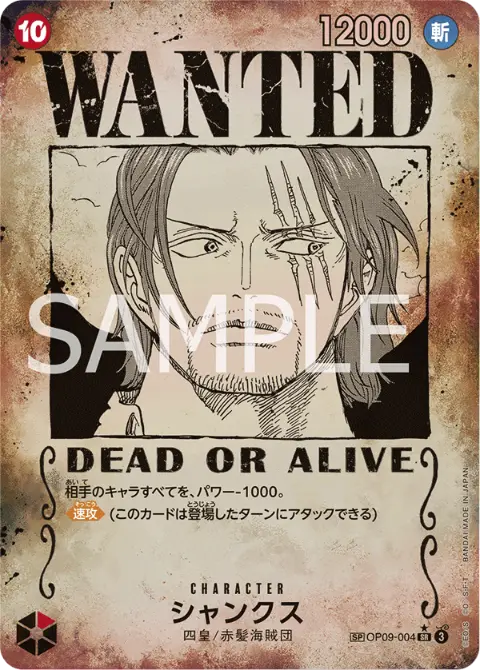 10
12000
斬
WANTED
SAMPLE
DEAD OR ALIVE
相手のキャラすべてを、パワー-1000。
速攻 (このカードは登場したターンにアタックできる)
CHARACTER
シャンクス
四皇/赤髪海賊団
SP OP09-004 SR 3
BANDAI MADE IN JAPAN